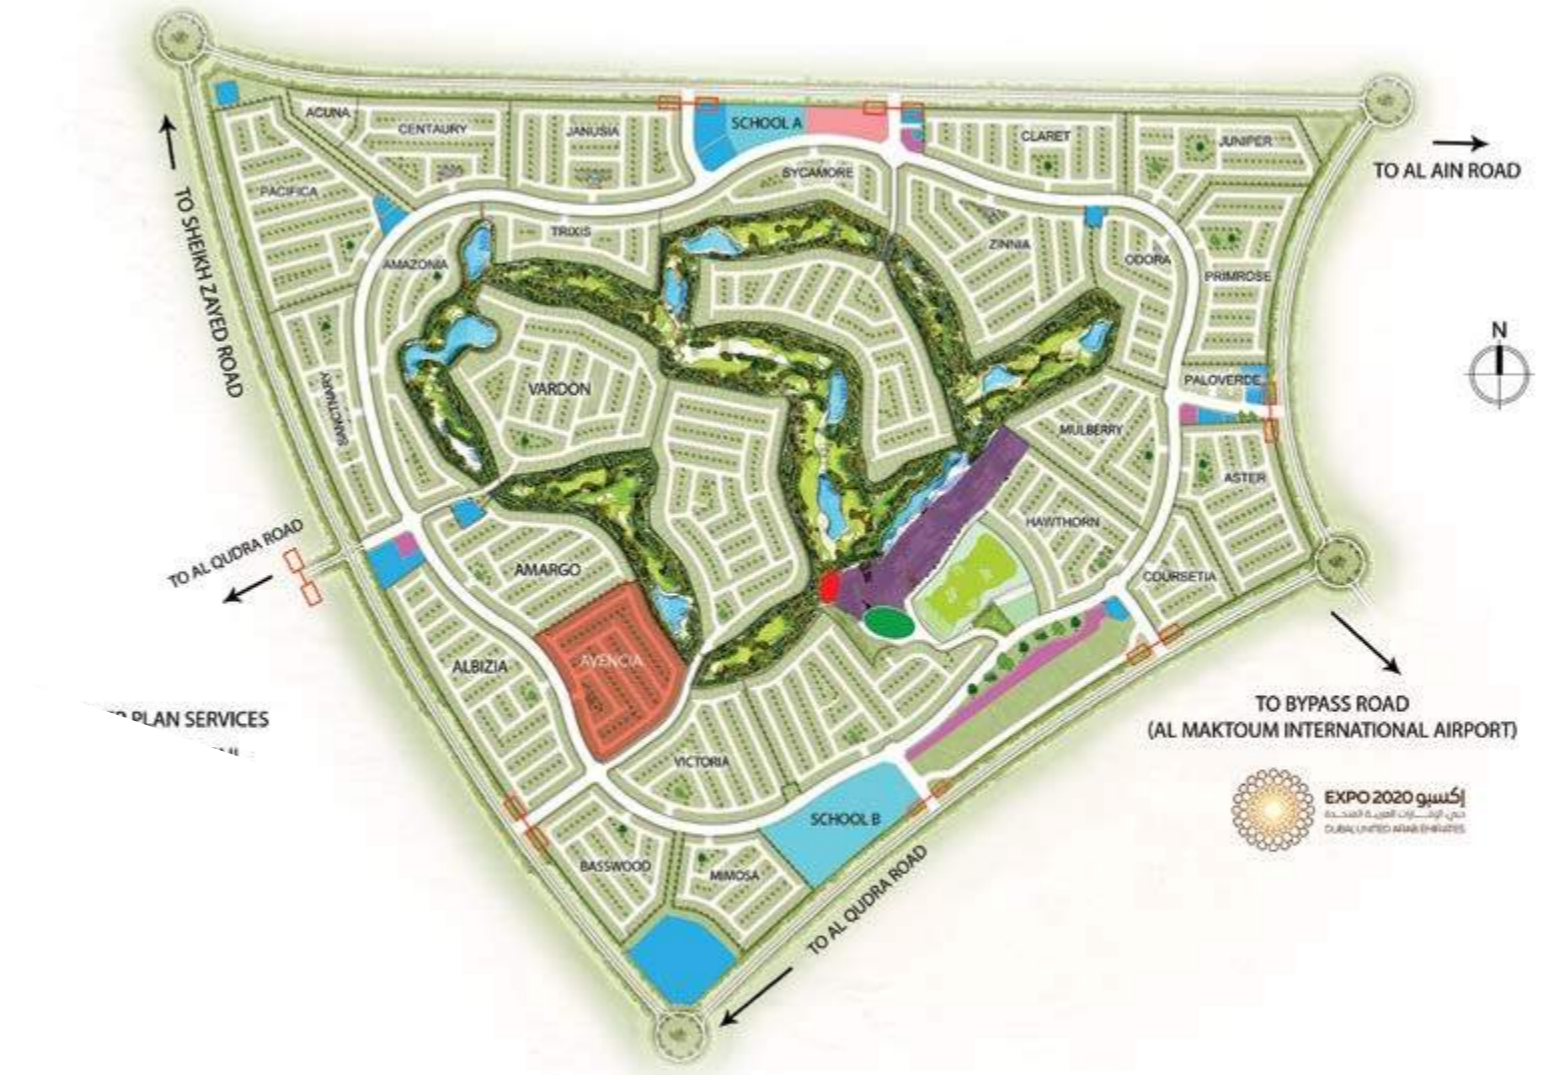 ACUNA
CENTAURY
JANUSIA
SCHOOL A
CLARET
JUNIPER
TO AL AIN ROAD
SYCAMORE
PACIFICA
TO SHEIKH ZAYED ROAD
TRIXIS
ZINNIA
AMAZONIA
ODORA
PRIMROSE
N
SANCTNARY
VARDON
PALOVERDE
MULBERRY
ASTER
HAWTHORN
TO AL QUDRA ROAD
AMARGO
COURSETIA
ALBIZIA
AVENCIA
PLAN SERVICES
TO BYPASS ROAD
(AL MAKTOUM INTERNATIONAL AIRPORT)
VICTORIA
EXPO 2020 إكسبو
DUBAI, UNITED ARAB EMIRATES
SCHOOL B
BASSWOOD
MIMOSA
TO AL QUDRA ROAD